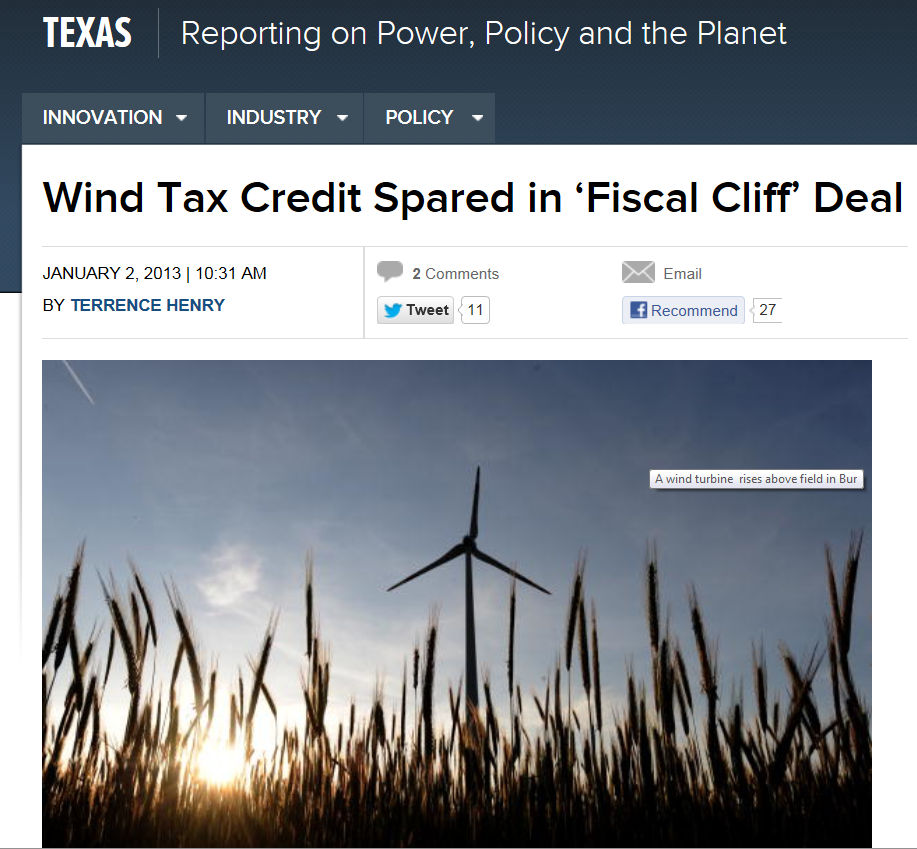 TEXAS Reporting on Power, Policy and the Planet
INNOVATION INDUSTRY POLICY
Wind Tax Credit Spared in ‘Fiscal Cliff’ Deal
JANUARY 2, 2013 | 10:31 AM
BY TERRENCE HENRY
2 Comments
Tweet 11
Email
Recommend 27
A wind turbine rises above field in Bur